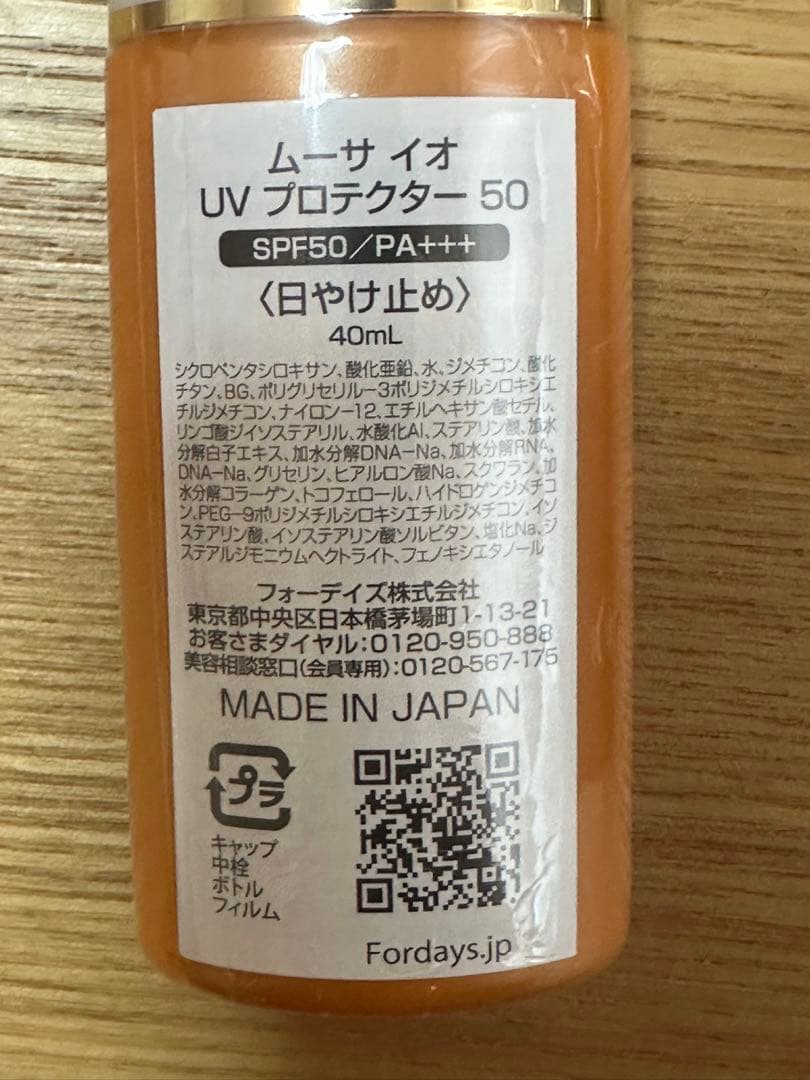 ムーサ イオ
UV プロテクター 50
SPF50／PA+++
〈日やけ止め〉
40mL
シクロペンタシロキサン、酸化亜鉛、水、ジメチコン、酸化
チタン、BG、ポリグリセリル－3ポリジメチルシロキシエ
チルジメチコン、ナイロン－12、エチルヘキサン酸セチル、
リンゴ酸ジイソステアリル、水酸化Al、ステアリン酸、加水
分解白子エキス、加水分解DNA－Na、加水分解RNA、
DNA－Na、グリセリン、ヒアルロン酸Na、スクワラン、加
水分解コラーゲン、トコフェロール、ハイドロゲンジメチコ
ン、PEG－9ポリジメチルシロキシエチルジメチコン、イソ
ステアリン酸、イソステアリン酸ソルビタン、塩化Na、ジ
ステアルジモニウムヘクトライト、フェノキシエタノール
フォーデイズ株式会社
東京都中央区日本橋茅場町1-13-21
お客さまダイヤル：0120-950-888
美容相談窓口（会員専用）：0120-567-175
MADE IN JAPAN
プラ
キャップ
中栓
ボトル
フィルム
Fordays.jp